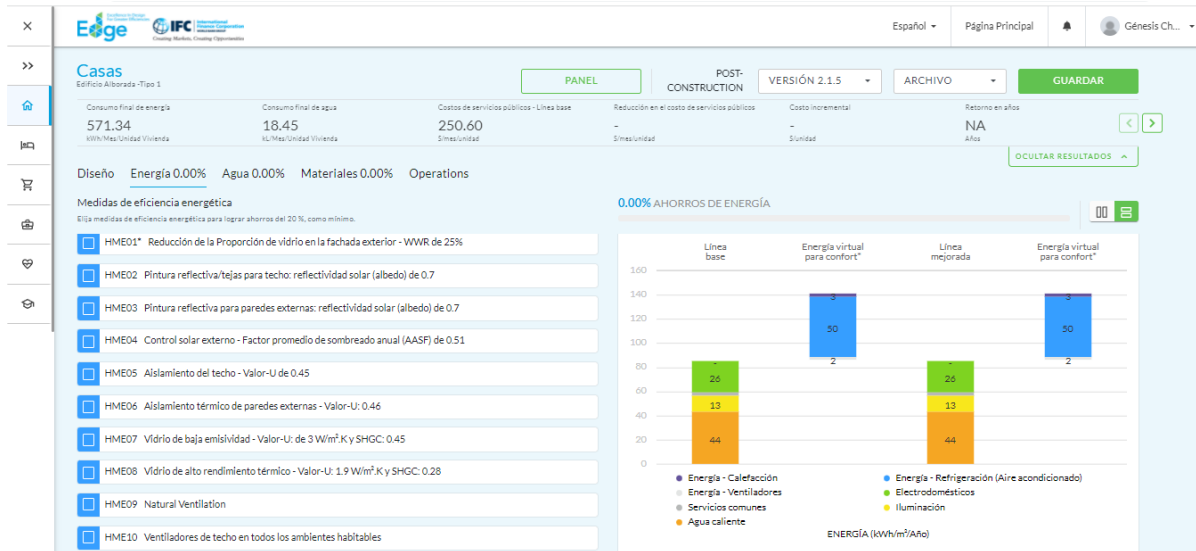 Edge
IFC International Finance Corporation
Creating Markets, Creating Opportunities
Español
Página Principal
Génesis Ch...
Casas
Edificio Alborada -Tipo 1
PANEL
POST-
CONSTRUCTION
VERSIÓN 2.1.5
ARCHIVO
GUARDAR
Consumo final de energía
571.34
kWh/Mes/Unidad Vivienda
Consumo final de agua
18.45
kL/Mes/Unidad Vivienda
Costos de servicios públicos - Línea base
250.60
S/mes/unidad
Reducción en el costo de servicios públicos
-
S/mes/unidad
Costo incremental
-
S/unidad
Retorno en años
NA
Años
OCULTAR RESULTADOS
Diseño Energía 0.00% Agua 0.00% Materiales 0.00% Operations
Medidas de eficiencia energética
Elija medidas de eficiencia energética para lograr ahorros del 20 %, como mínimo.
HME01* Reducción de la Proporción de vidrio en la fachada exterior - WWR de 25%
HME02 Pintura reflectiva/tejas para techo: reflectividad solar (albedo) de 0.7
HME03 Pintura reflectiva para paredes externas: reflectividad solar (albedo) de 0.7
HME04 Control solar externo - Factor promedio de sombreado anual (AASF) de 0.51
HME05 Aislamiento del techo - Valor-U de 0.45
HME06 Aislamiento térmico de paredes externas - Valor-U: 0.46
HME07 Vidrio de baja emisividad - Valor-U: de 3 W/m².K y SHGC: 0.45
HME08 Vidrio de alto rendimiento térmico - Valor-U: 1.9 W/m².K y SHGC: 0.28
HME09 Natural Ventilation
HME10 Ventiladores de techo en todos los ambientes habitables
0.00% AHORROS DE ENERGÍA
Línea base
Energía virtual para confort*
Línea mejorada
Energía virtual para confort*
160
140
120
100
80
60
40
20
0
-
26
13
44
3
50
2
-
26
13
44
3
50
2
Energía - Calefacción
Energía - Refrigeración (Aire acondicionado)
Energía - Ventiladores
Electrodomésticos
Servicios comunes
Iluminación
Agua caliente
ENERGÍA (kWh/m²/Año)